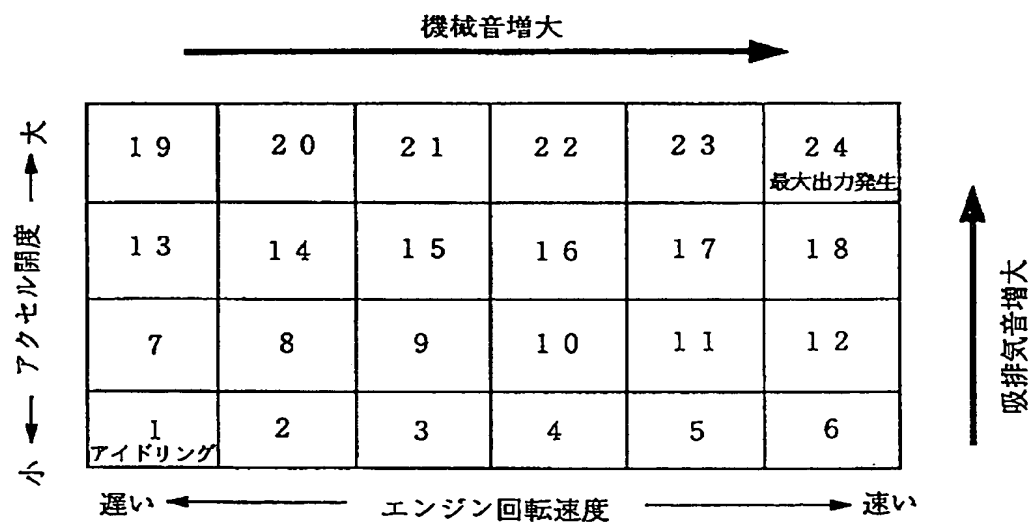 機械音増大
大
アクセル開度
小
19 20 21 22 23 24
最大出力発生
13 14 15 16 17 18
7 8 9 10 11 12
1 2 3 4 5 6
アイドリング
吸排気音増大
遅い エンジン回転速度 速い